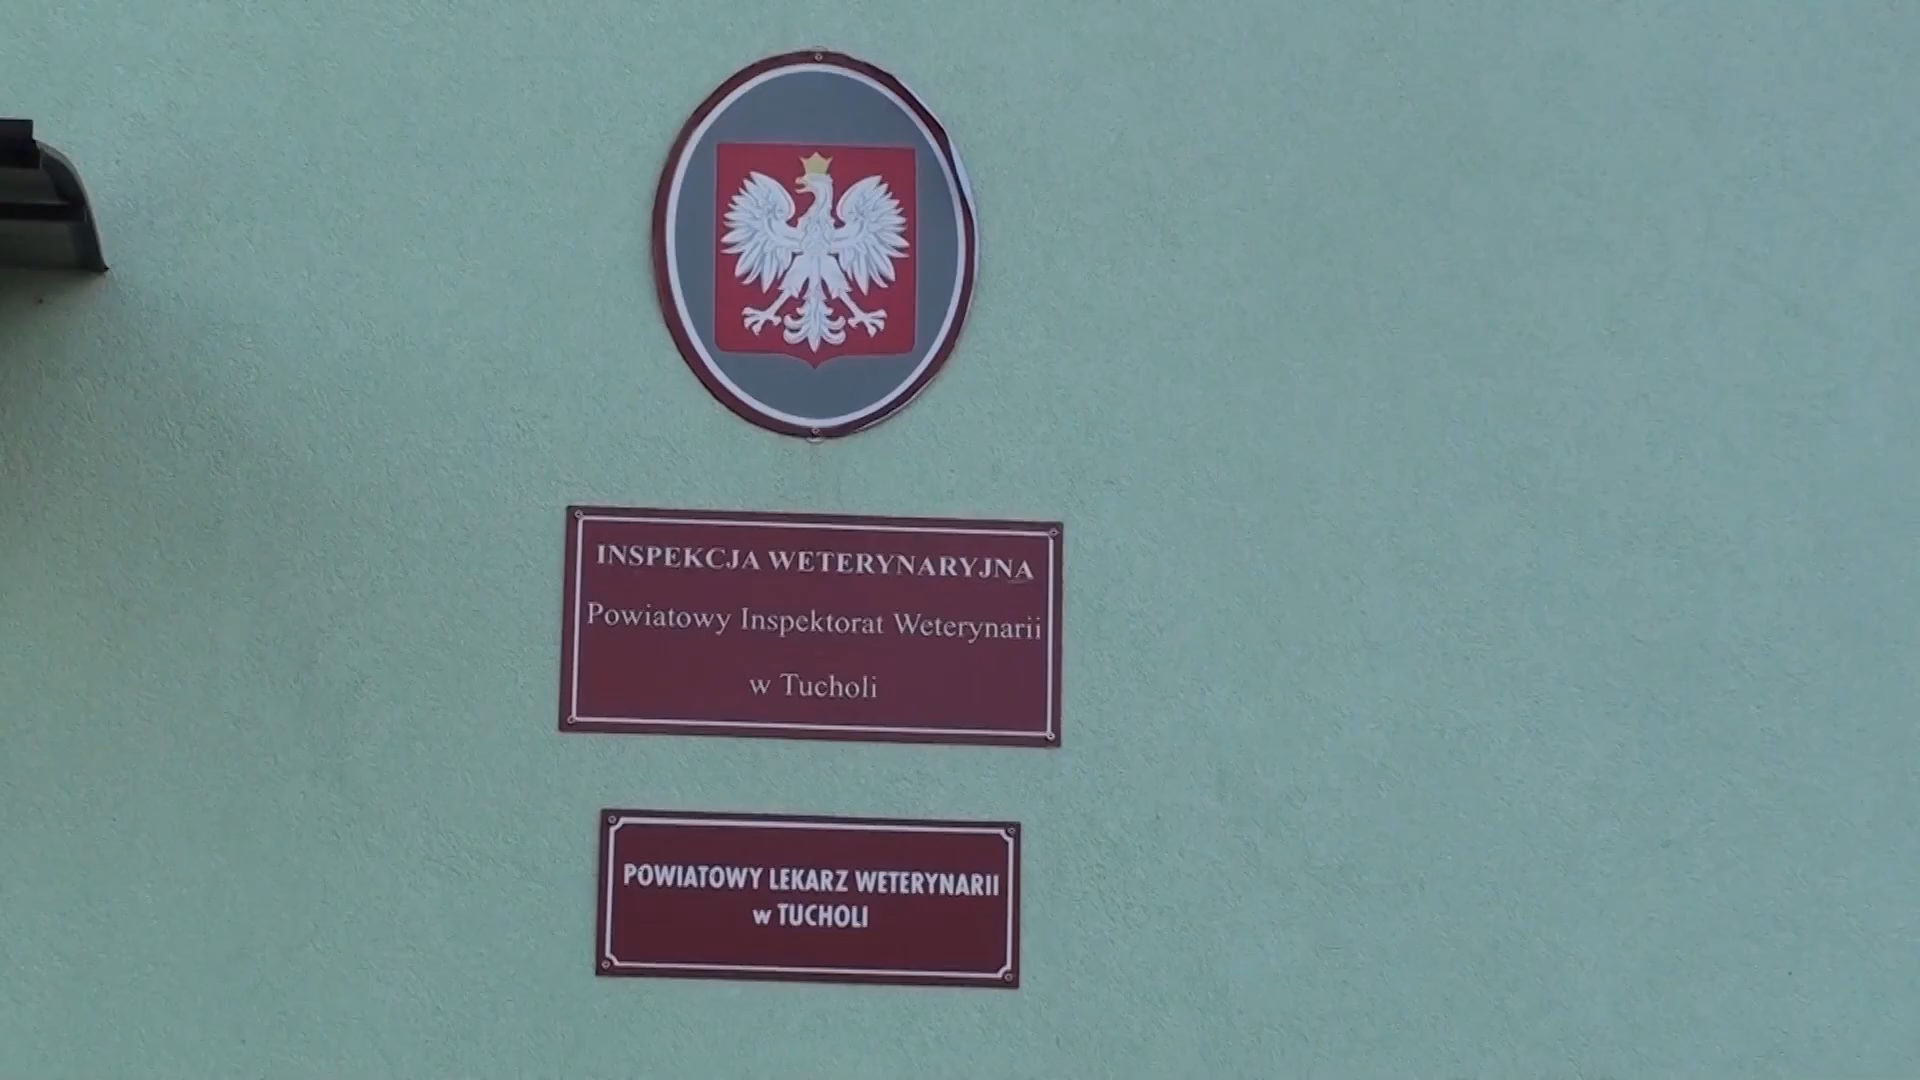 INSPEKCJA WETERYNARYJNA
Powiatowy Inspektorat Weterynarii
w Tucholi
POWIATOWY LEKARZ WETERYNARII
w TUCHOLI